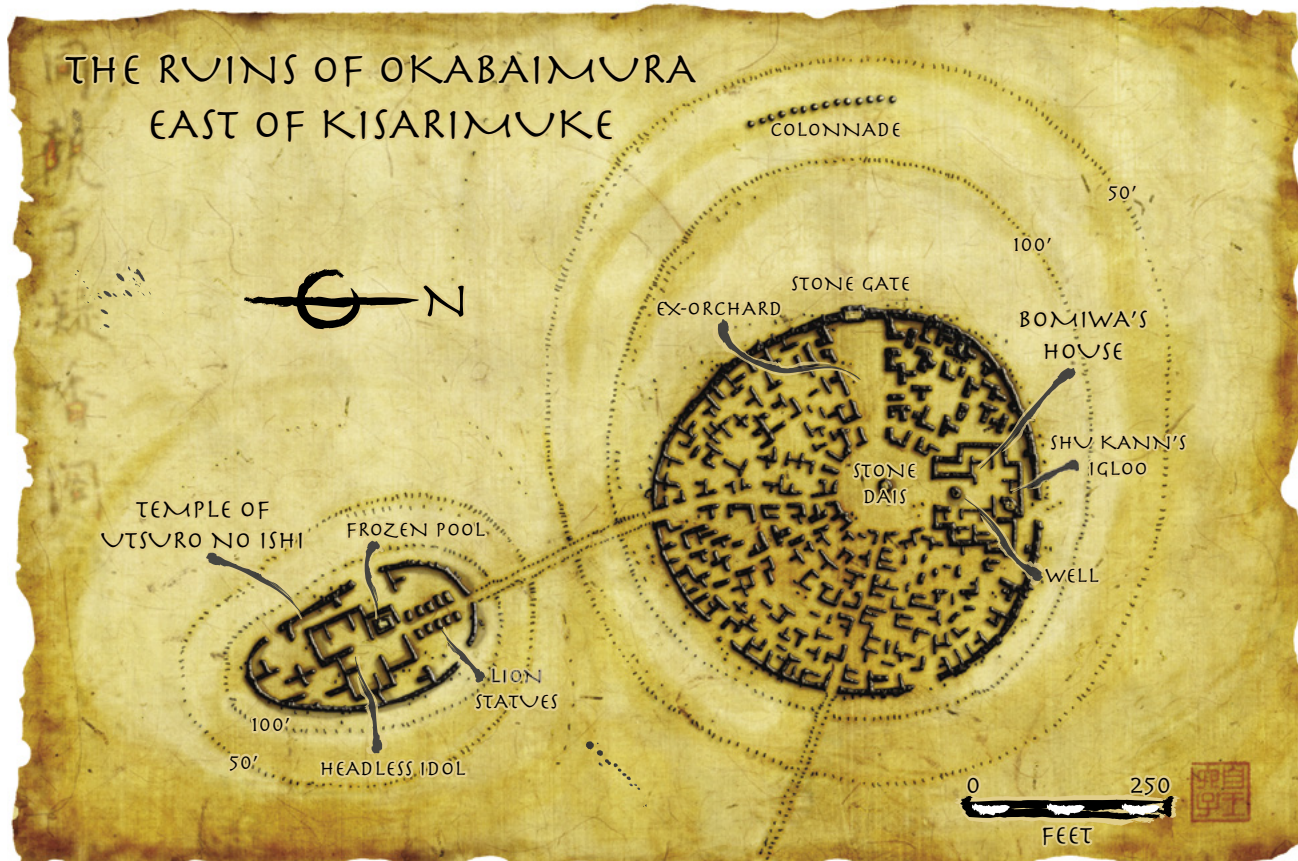 THE RUINS OF OKABAIMURA
EAST OF KISARIMUKE
COLONNADE
50'
100'
STONE GATE
EX-ORCHARD
BOMIWA'S
HOUSE
N
SHU KANN'S
IGLOO
STONE
DAIS
TEMPLE OF
UTSURO NO ISHI
FROZEN POOL
WELL
LION
STATUES
100'
50'
HEADLESS IDOL
0 250
FEET